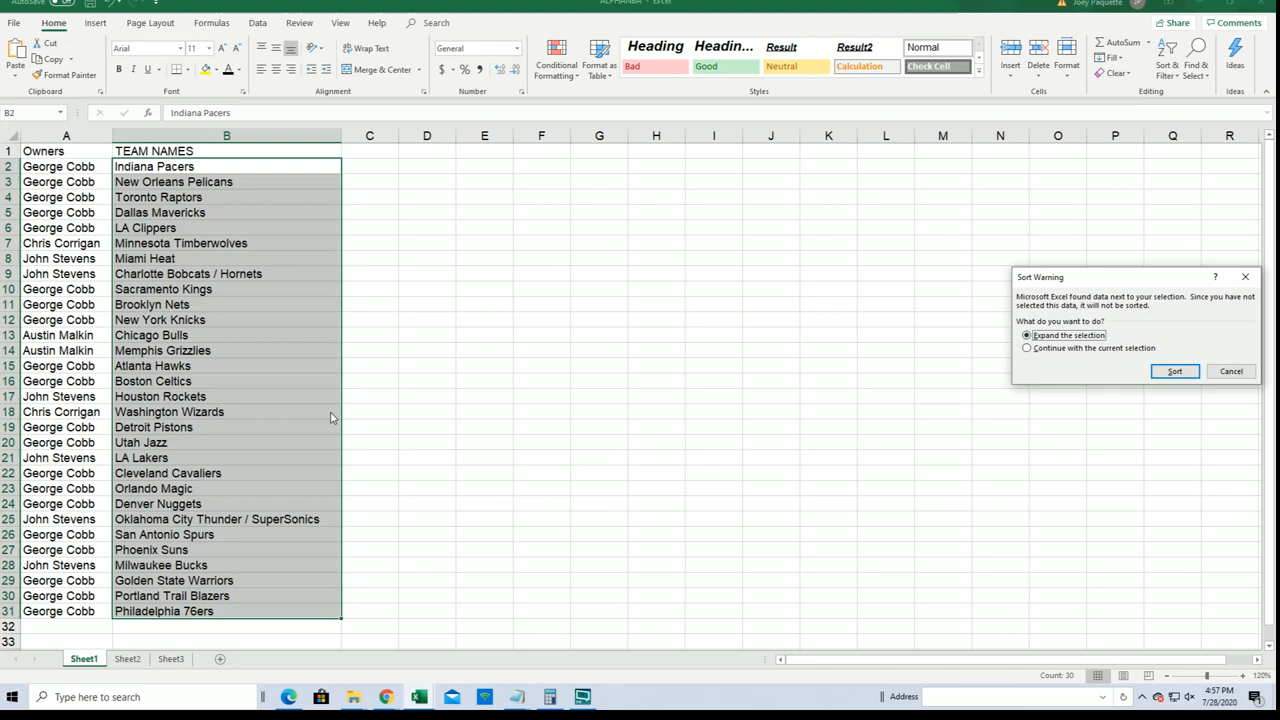 AutoSave Off ALPHANBA - Excel Joey Paquette JP
File Home Insert Page Layout Formulas Data Review View Help Search Share Comments
Paste Cut Copy Format Painter Clipboard
Arial 11 A A B I U A Font
Wrap Text Merge & Center Alignment
General $ % Number
Conditional Formatting Format as Table
Heading Headin... Result Result2 Normal
Bad Good Neutral Calculation Check Cell
Styles
Insert Delete Format Cells
AutoSum Fill Clear Sort & Filter Find & Select Editing
Ideas Ideas
B2 fx Indiana Pacers
A B C D E F G H I J K L M N O P Q R
1 Owners TEAM NAMES
2 George Cobb Indiana Pacers
3 George Cobb New Orleans Pelicans
4 George Cobb Toronto Raptors
5 George Cobb Dallas Mavericks
6 George Cobb LA Clippers
7 Chris Corrigan Minnesota Timberwolves
8 John Stevens Miami Heat
9 John Stevens Charlotte Bobcats / Hornets
10 George Cobb Sacramento Kings
11 George Cobb Brooklyn Nets
12 George Cobb New York Knicks
13 Austin Malkin Chicago Bulls
14 Austin Malkin Memphis Grizzlies
15 George Cobb Atlanta Hawks
16 George Cobb Boston Celtics
17 John Stevens Houston Rockets
18 Chris Corrigan Washington Wizards
19 George Cobb Detroit Pistons
20 George Cobb Utah Jazz
21 John Stevens LA Lakers
22 George Cobb Cleveland Cavaliers
23 George Cobb Orlando Magic
24 George Cobb Denver Nuggets
25 John Stevens Oklahoma City Thunder / SuperSonics
26 George Cobb San Antonio Spurs
27 George Cobb Phoenix Suns
28 John Stevens Milwaukee Bucks
29 George Cobb Golden State Warriors
30 George Cobb Portland Trail Blazers
31 George Cobb Philadelphia 76ers
32
33
Sort Warning ?
Microsoft Excel found data next to your selection. Since you have
not selected this data, it will not be sorted.
What do you want to do?
Expand the selection
Continue with the current selection
Sort Cancel
Sheet1 Sheet2 Sheet3
Count: 30 120%
Type here to search Address 4:57 PM
7/28/2020